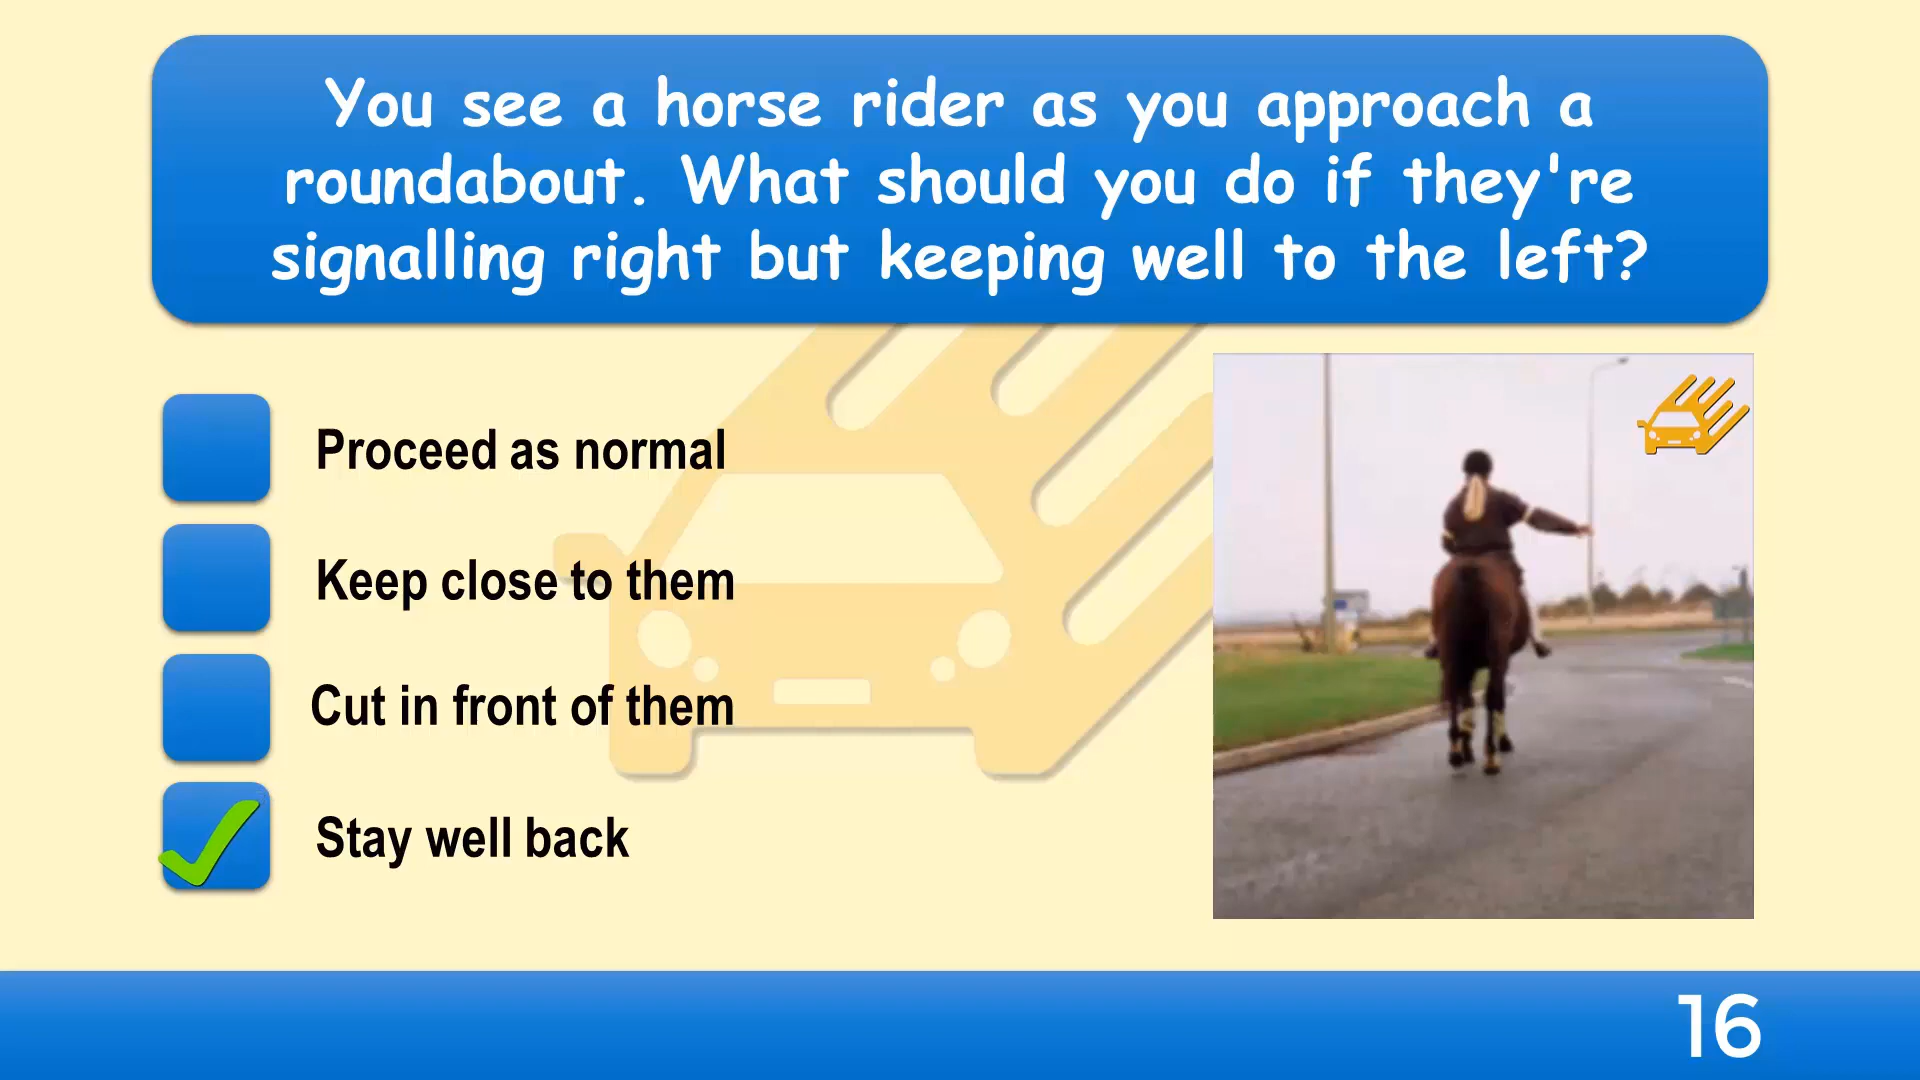 You see a horse rider as you approach a
roundabout. What should you do if they're
signalling right but keeping well to the left?
Proceed as normal
Keep close to them
Cut in front of them
Stay well back
16